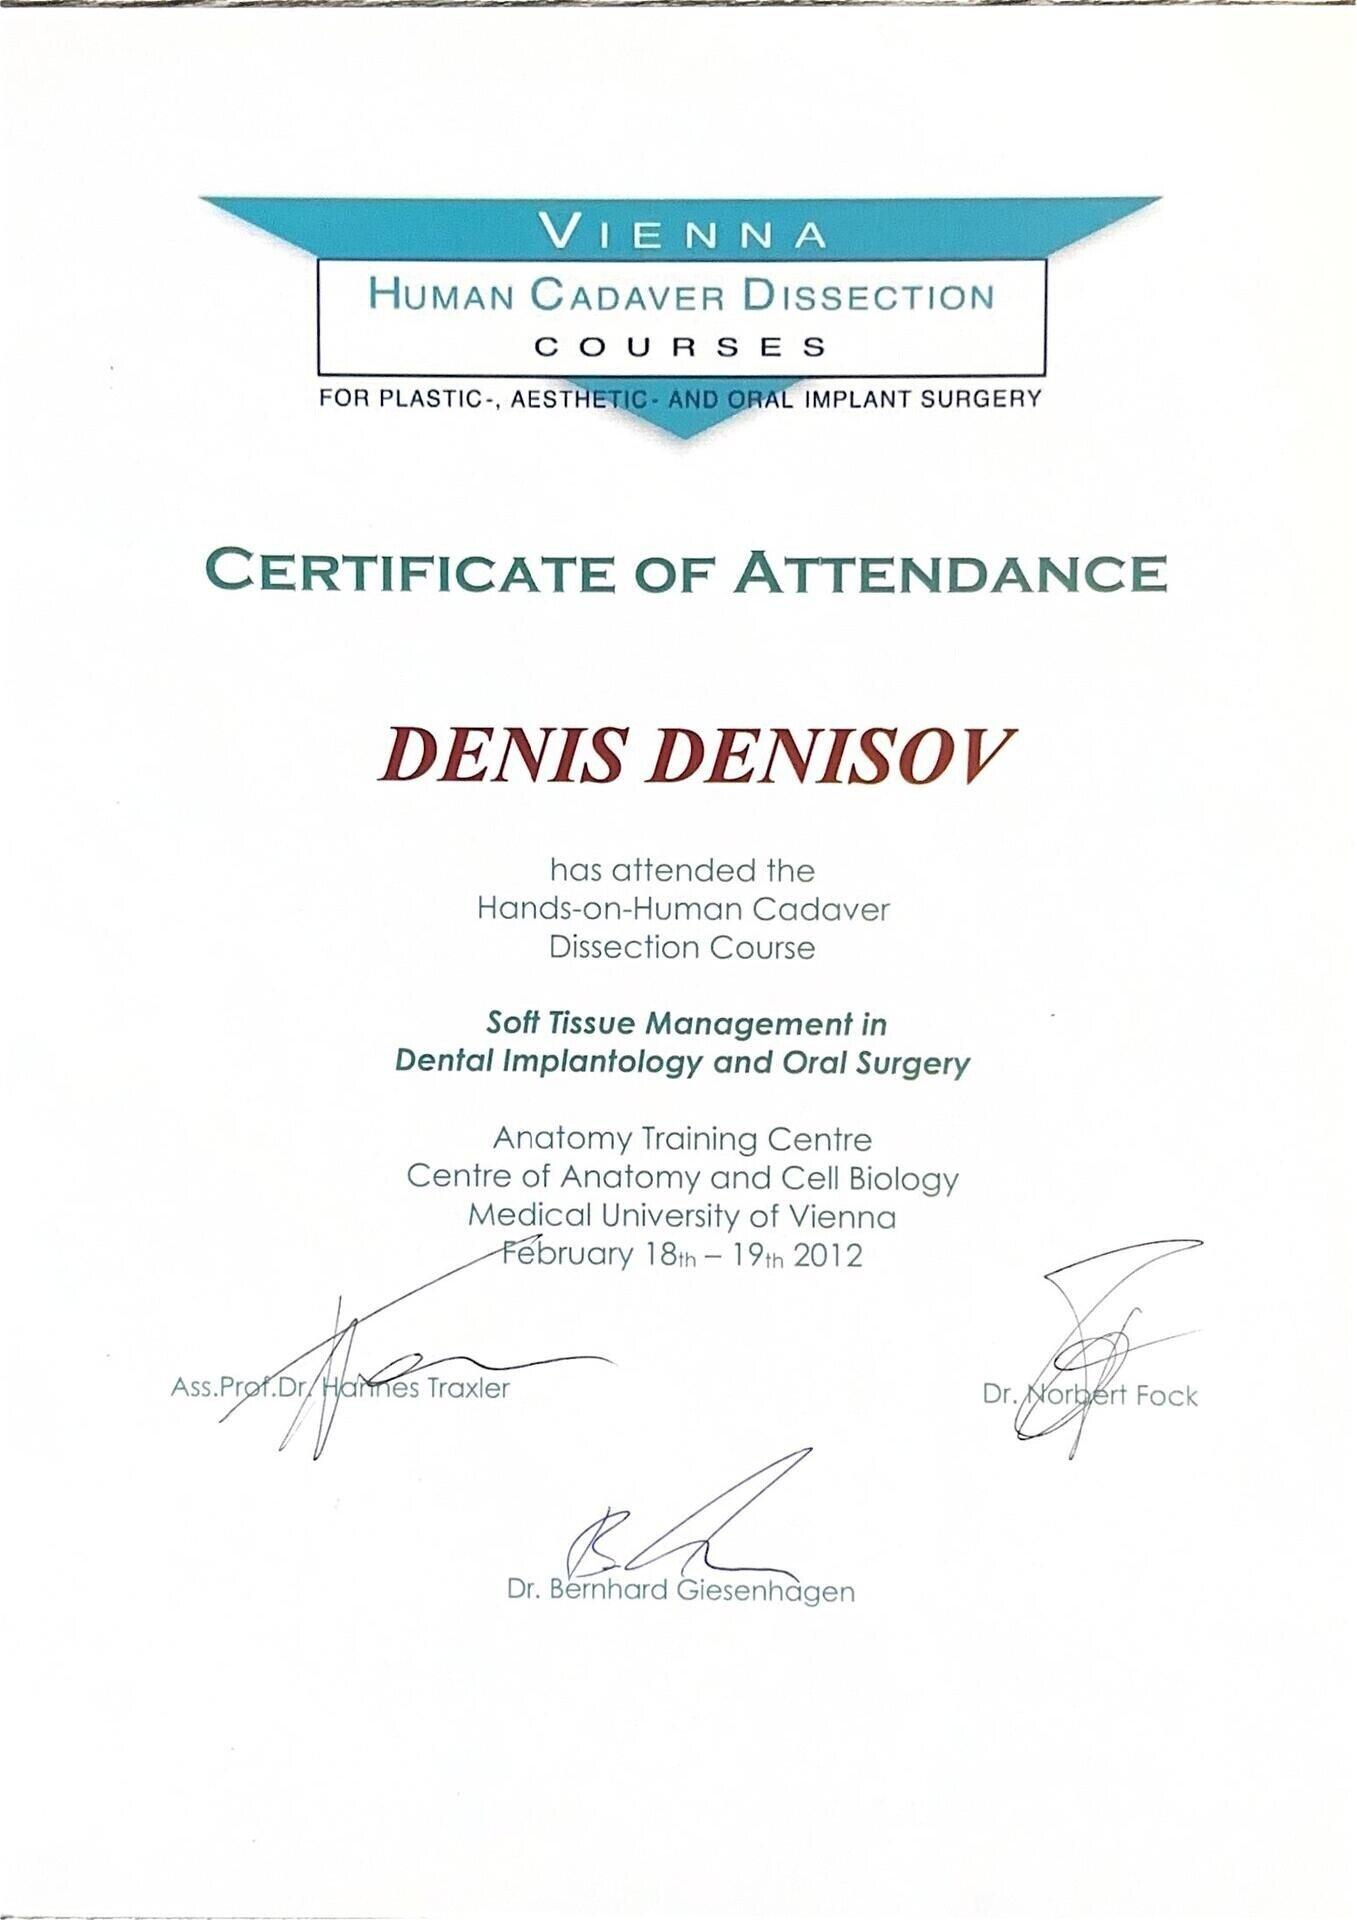 VIENNA
HUMAN CADAVER DISSECTION
COURSES
FOR PLASTIC-, AESTHETIC- AND ORAL IMPLANT SURGERY
CERTIFICATE OF ATTENDANCE
DENIS DENISOV
has attended the
Hands-on-Human Cadaver
Dissection Course
Soft Tissue Management in
Dental Implantology and Oral Surgery
Anatomy Training Centre
Centre of Anatomy and Cell Biology
Medical University of Vienna
February 18th – 19th 2012
Ass.Prof.Dr. Hannes Traxler
Dr. Norbert Fock
Dr. Bernhard Giesenhagen